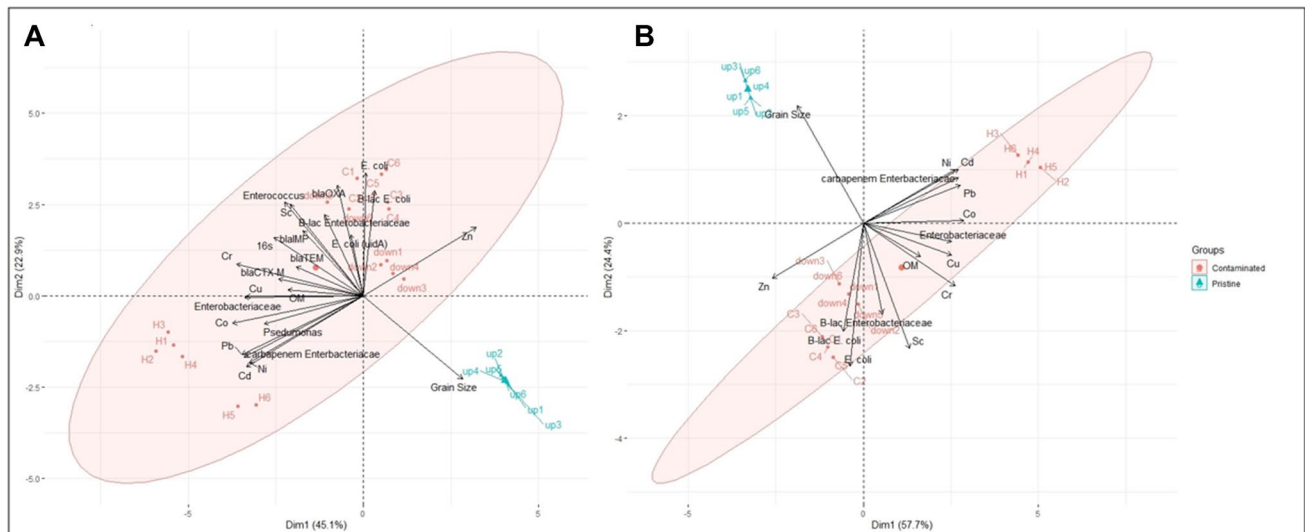 A
B
5.0
2.5
0.0
-2.5
-5.0
Dim2 (22.9%)
-5
0
5
Dim1 (45.1%)
E. coli
C6
C1
C5
C3
C4
blaOXA
Enterococcus
Sc
B-lac E. coli
B-lac Enterobacteriaceae
blaIMP
E. coli (uidA)
16s
Zn
blaTEM
down1
down2
down4
down3
Cr
blaCTX-M
Cu
OM
Enterobacteriaceae
Co
Psedumonas
Pb
carbapenem Enterbacteriacae
Ni
Cd
H3
H1
H2
H4
H5
H6
Grain Size
up2
up4
up6
up1
up3
2
0
-2
-4
Dim2 (24.4%)
-5
0
5
Dim1 (57.7%)
up3
up6
up4
up1
up5
Grain Size
H3
H6
H4
H1
H5
H2
Ni
Cd
carbapenem Enterbacteriacae
Pb
Co
Enterobacteriaceae
OM
Cu
Cr
Zn
down3
down6
down1
down4
down2
C3
B-lac Enterobacteriaceae
B-lac E. coli
Sc
C4
E. coli
C2
Groups
Contaminated
Pristine